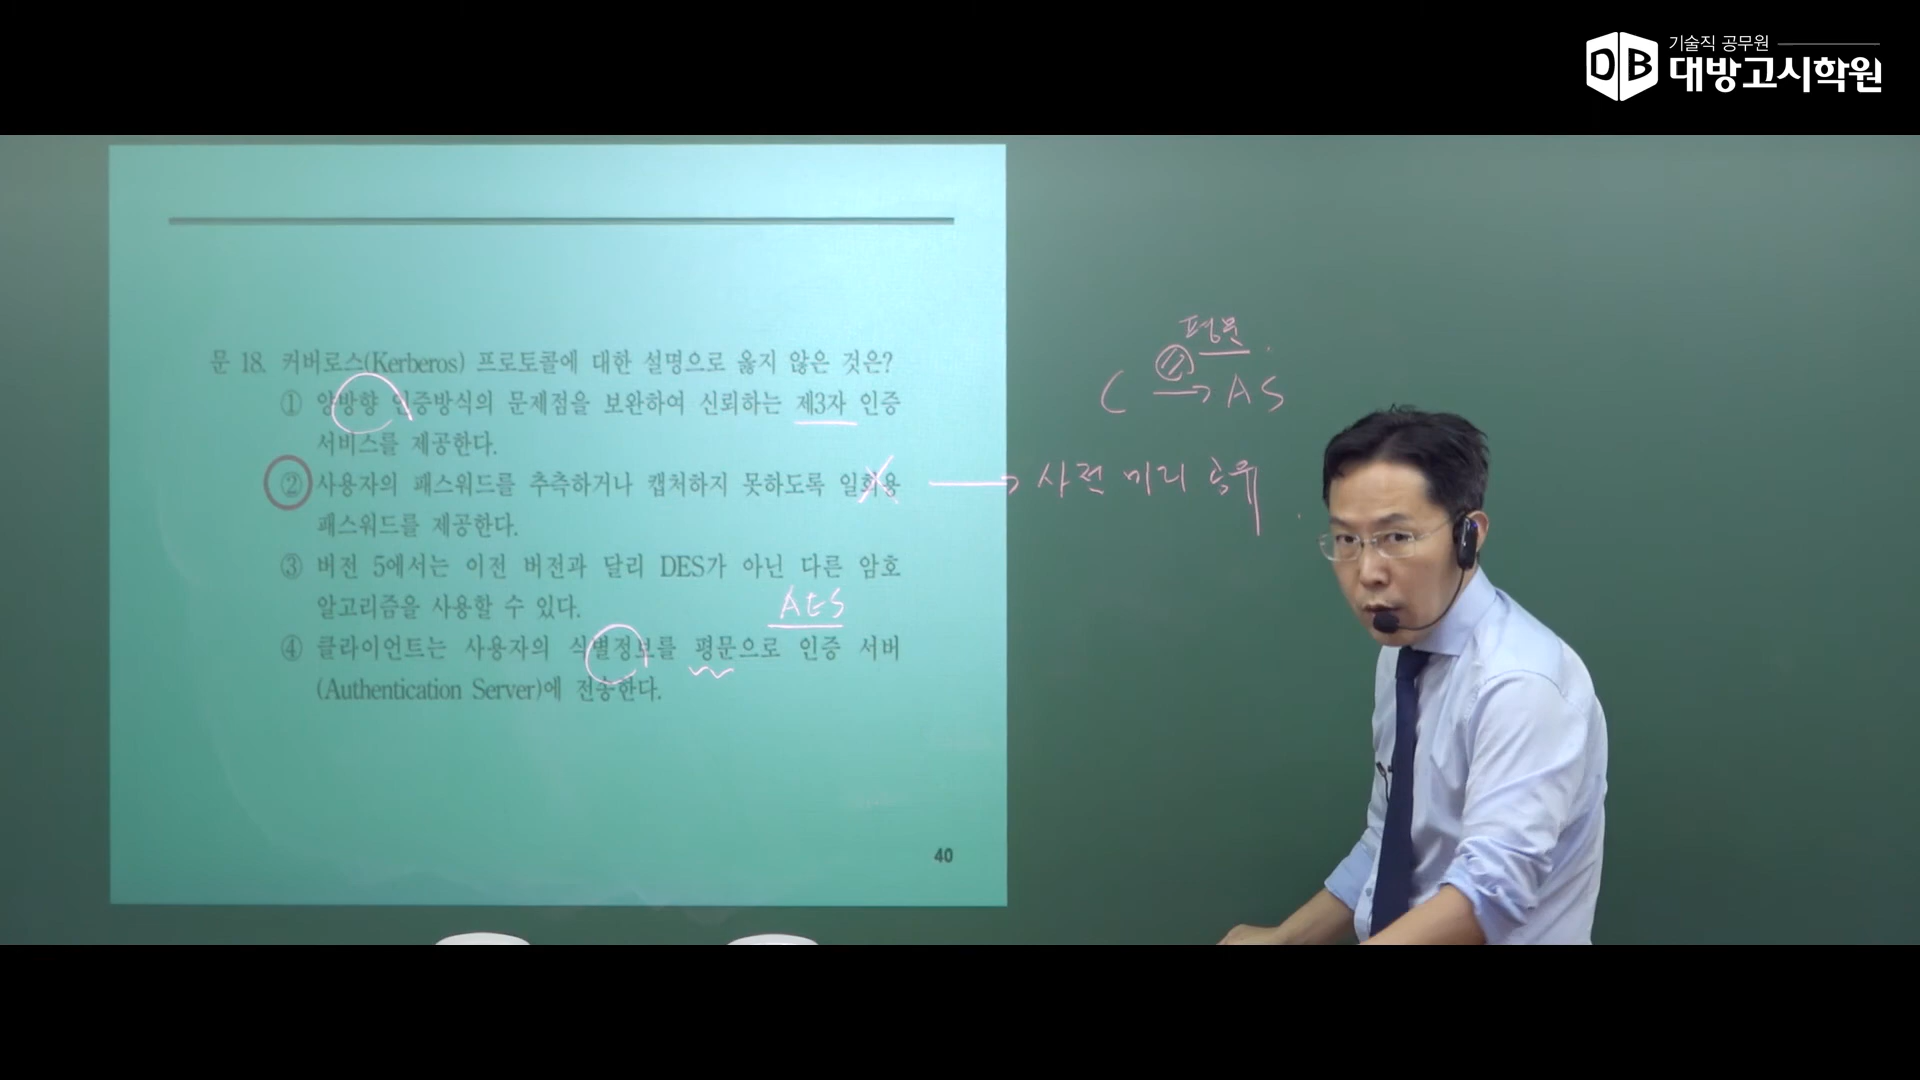 기술직 공무원
대방고시학원
문 18. 커버로스(Kerberos) 프로토콜에 대한 설명으로 옳지 않은 것은?
① 양방향 인증방식의 문제점을 보완하여 신뢰하는 제3자 인증
서비스를 제공한다.
② 사용자의 패스워드를 추측하거나 캡처하지 못하도록 일회용
패스워드를 제공한다.
③ 버전 5에서는 이전 버전과 달리 DES가 아닌 다른 암호
알고리즘을 사용할 수 있다.
AES
④ 클라이언트는 사용자의 식별정보를 평문으로 인증 서버
(Authentication Server)에 전송한다.
40
평문
C → AS
→ 사전 미리 공유